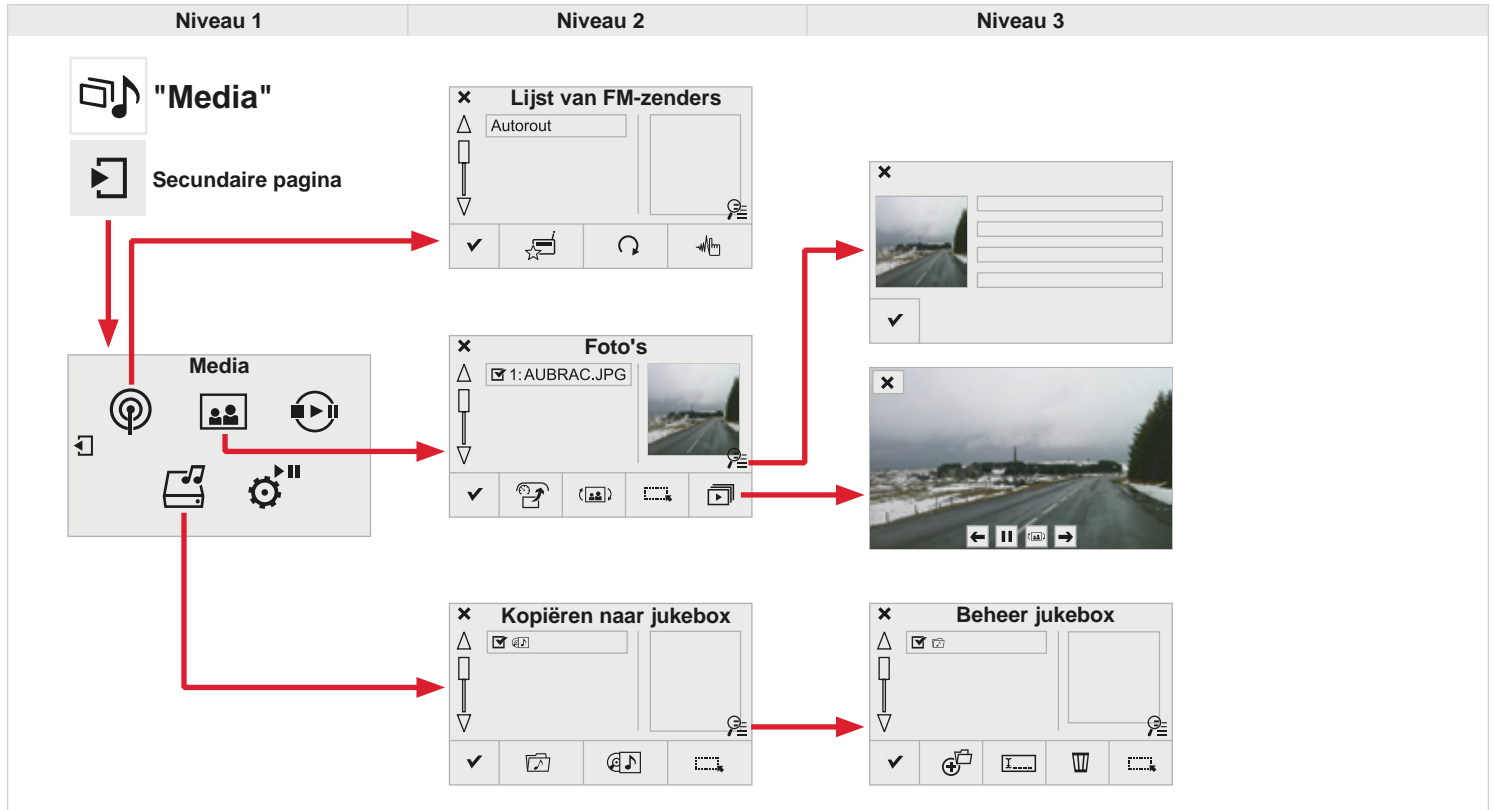 Niveau 1
Niveau 2
Niveau 3
"Media"
Secundaire pagina
Media
Lijst van FM-zenders
Autorout
Foto's
1: AUBRAC.JPG
Kopiëren naar jukebox
Beheer jukebox